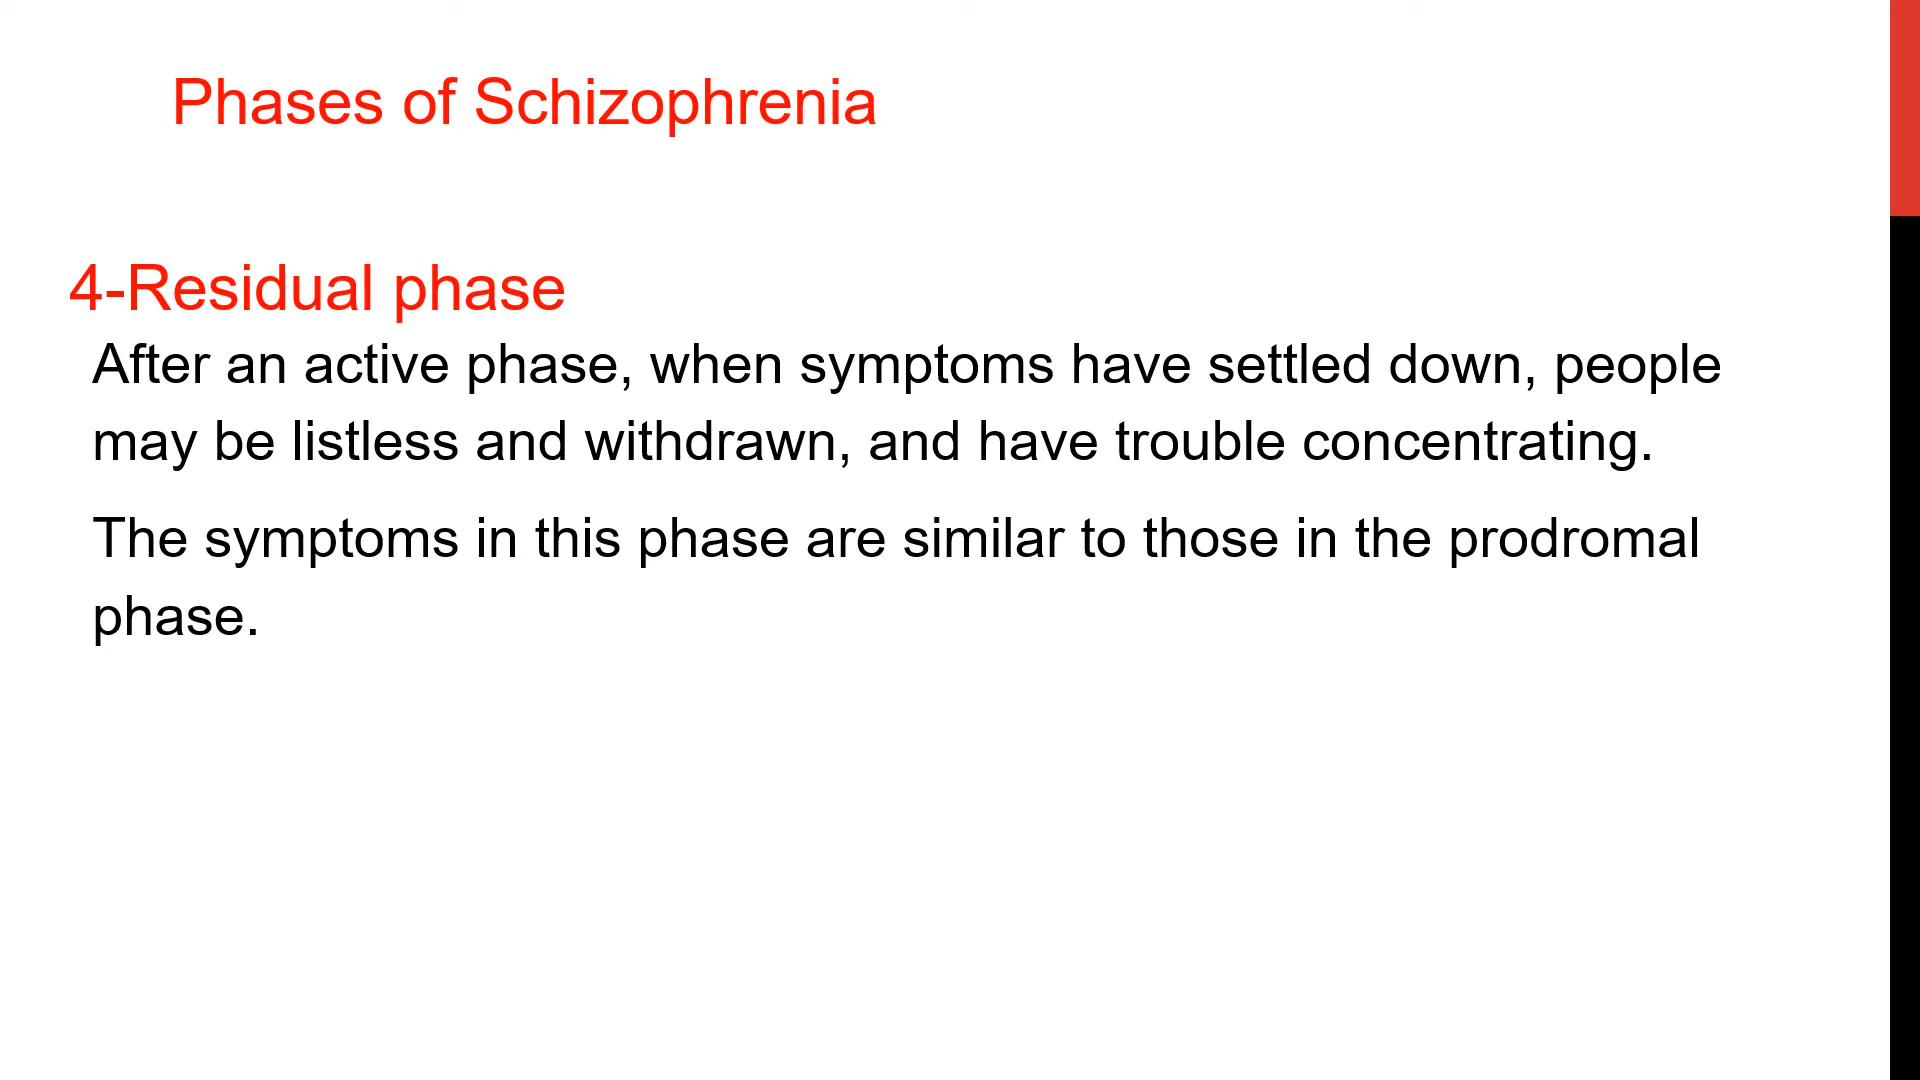 Phases of Schizophrenia
4-Residual phase
After an active phase, when symptoms have settled down, people
may be listless and withdrawn, and have trouble concentrating.
The symptoms in this phase are similar to those in the prodromal
phase.